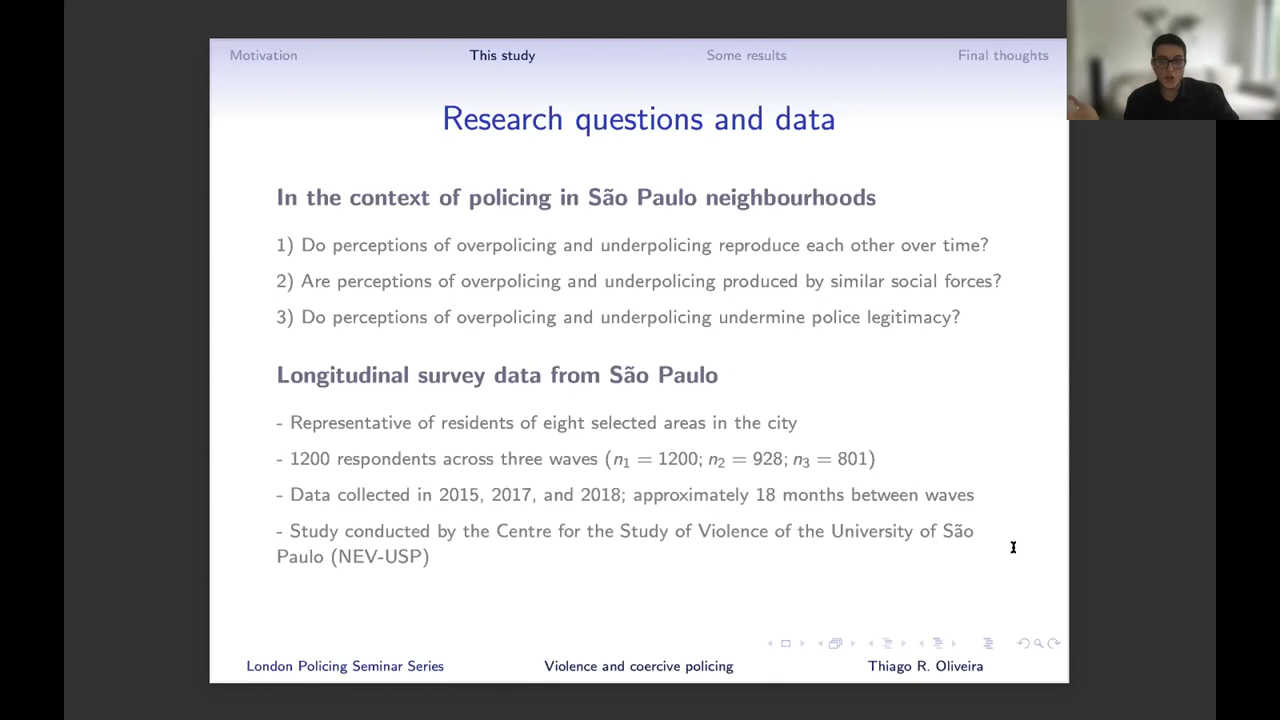 Motivation This study Some results Final thoughts
Research questions and data
In the context of policing in São Paulo neighbourhoods
1) Do perceptions of overpolicing and underpolicing reproduce each other over time?
2) Are perceptions of overpolicing and underpolicing produced by similar social forces?
3) Do perceptions of overpolicing and underpolicing undermine police legitimacy?
Longitudinal survey data from São Paulo
- Representative of residents of eight selected areas in the city
- 1200 respondents across three waves (n₁ = 1200; n₂ = 928; n₃ = 801)
- Data collected in 2015, 2017, and 2018; approximately 18 months between waves
- Study conducted by the Centre for the Study of Violence of the University of São
Paulo (NEV-USP)
London Policing Seminar Series Violence and coercive policing Thiago R. Oliveira